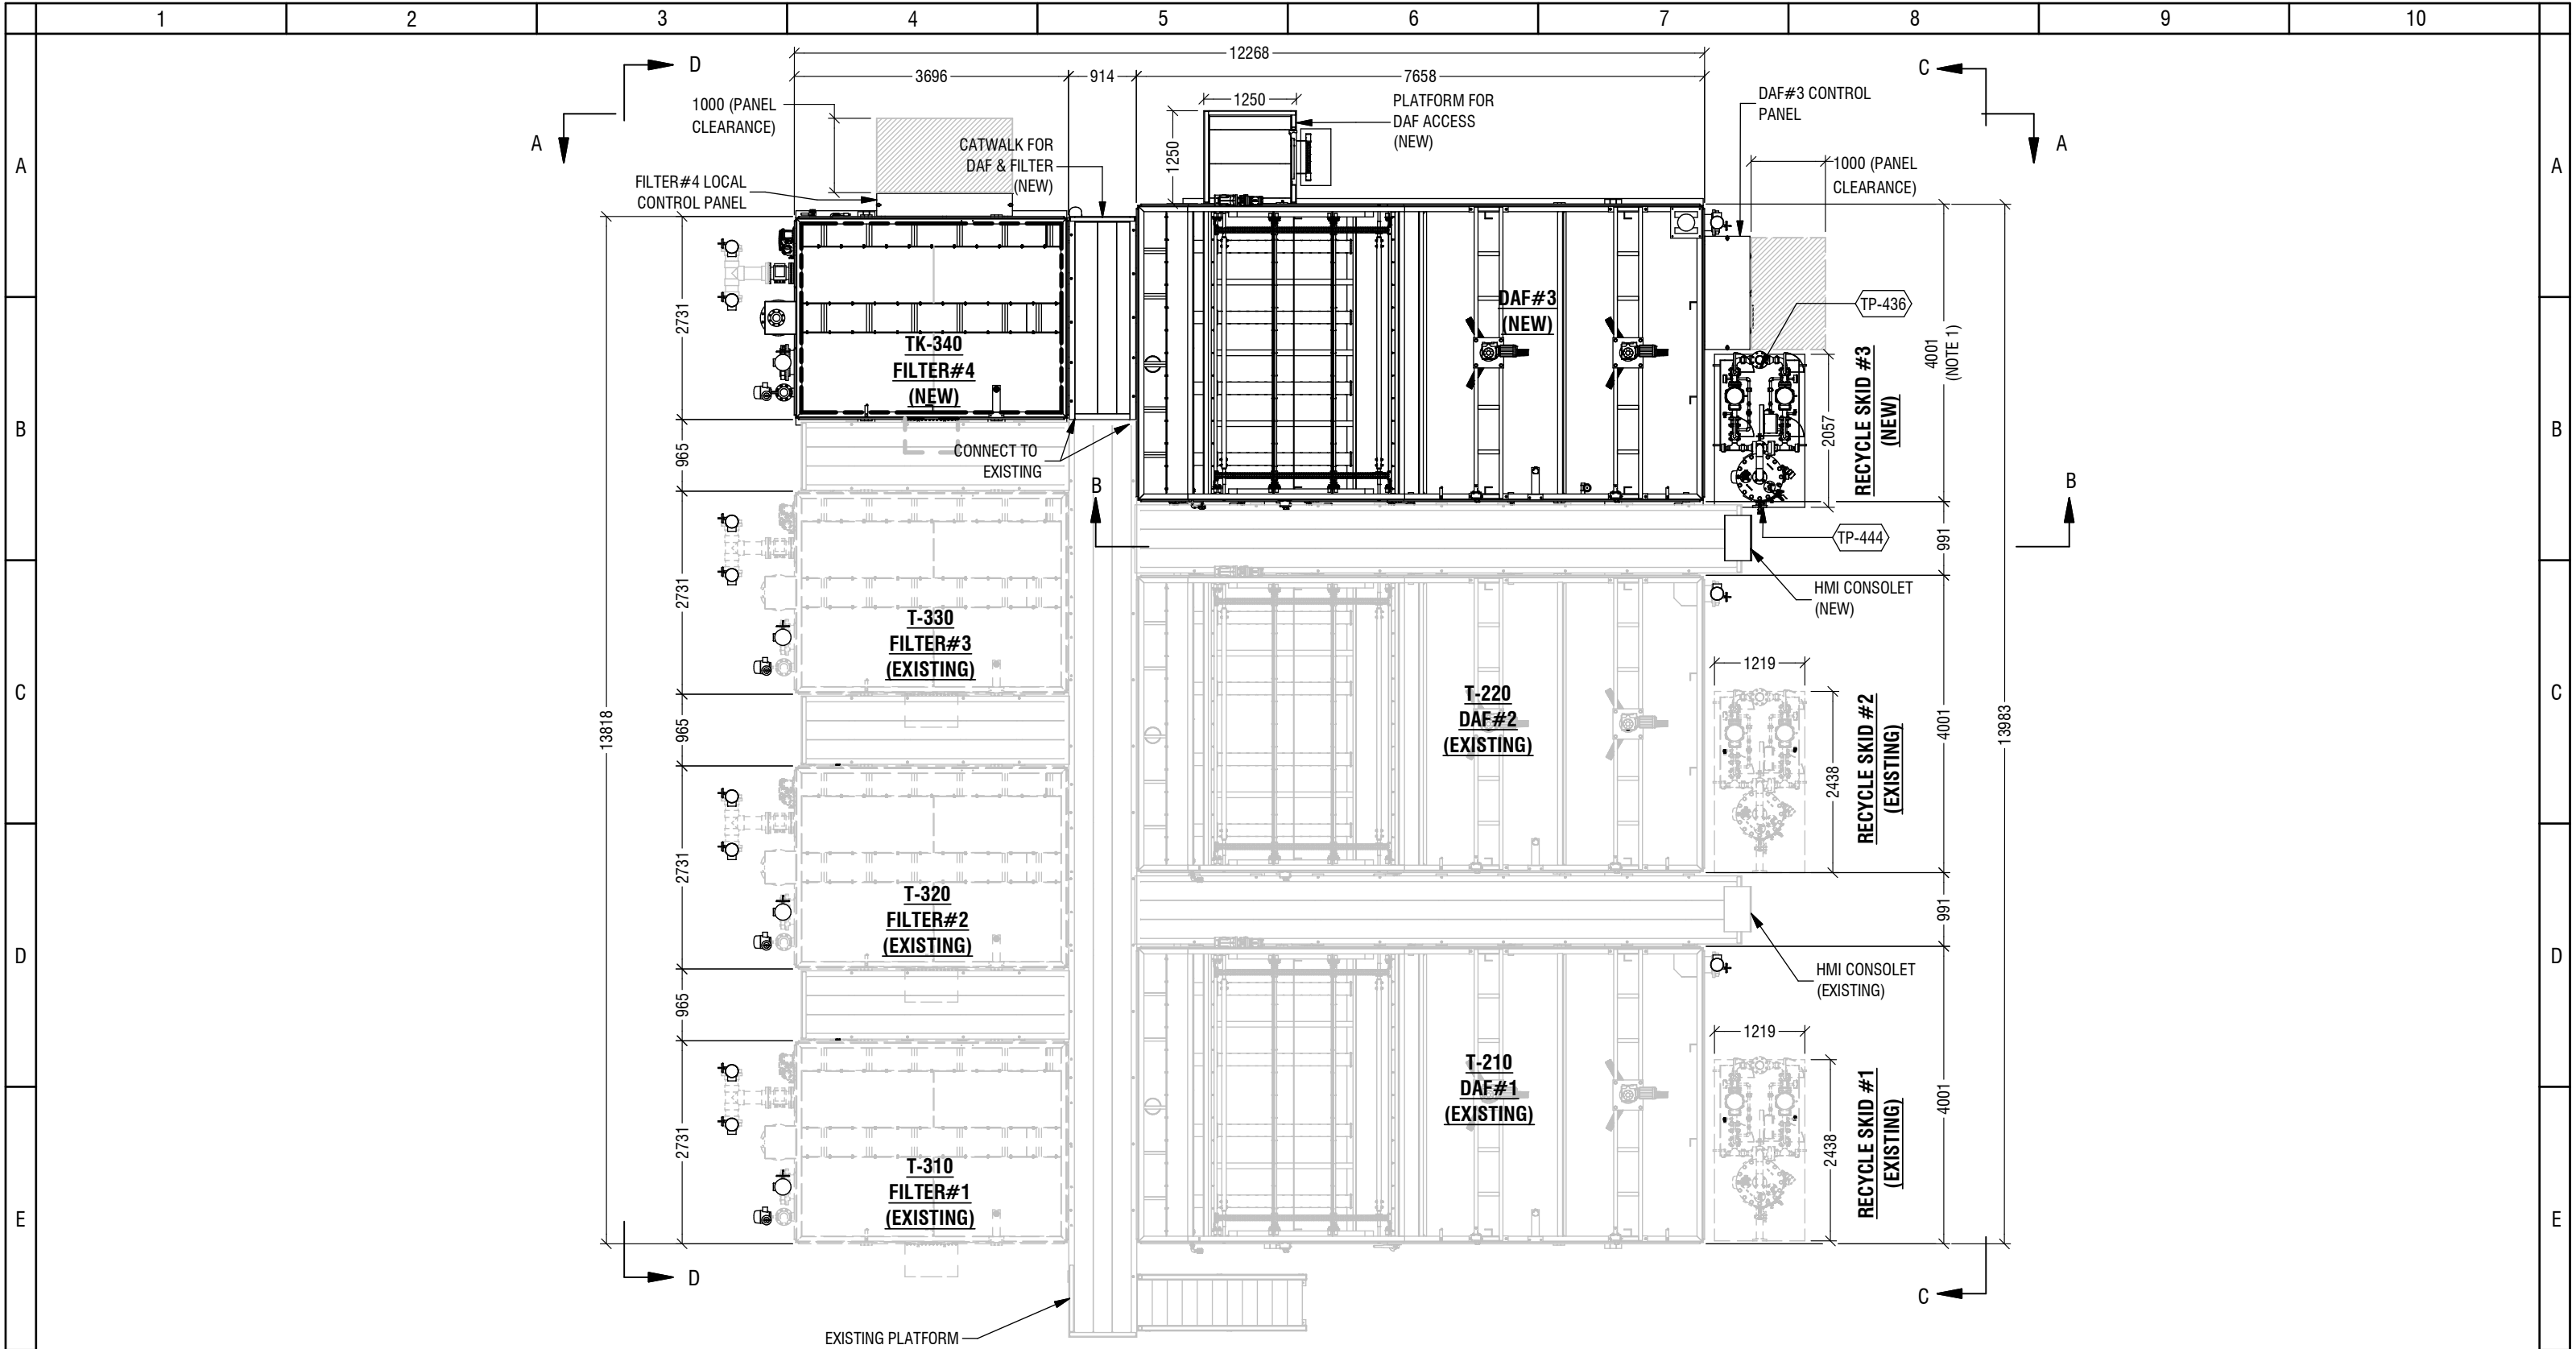 1 2 3 4 5 6 7 8 9 10
A
B
C
D
E
A
B
C
D
E
D
C
A
A
12268
3696
914
7658
1000 (PANEL
CLEARANCE)
1250
1250
PLATFORM FOR
DAF ACCESS
(NEW)
DAF#3 CONTROL
PANEL
CATWALK FOR
DAF & FILTER
(NEW)
FILTER#4 LOCAL
CONTROL PANEL
1000 (PANEL
CLEARANCE)
TK-340
FILTER#4
(NEW)
DAF#3
(NEW)
TP-436
RECYCLE SKID #3
(NEW)
2057
4001
(NOTE 1)
2731
965
CONNECT TO
EXISTING
B
B
TP-444
991
HMI CONSOLET
(NEW)
2731
T-330
FILTER#3
(EXISTING)
965
13818
T-220
DAF#2
(EXISTING)
1219
2438
RECYCLE SKID #2
(EXISTING)
4001
13983
2731
T-320
FILTER#2
(EXISTING)
965
991
HMI CONSOLET
(EXISTING)
2731
T-310
FILTER#1
(EXISTING)
T-210
DAF#1
(EXISTING)
1219
2438
RECYCLE SKID #1
(EXISTING)
4001
D
C
EXISTING PLATFORM